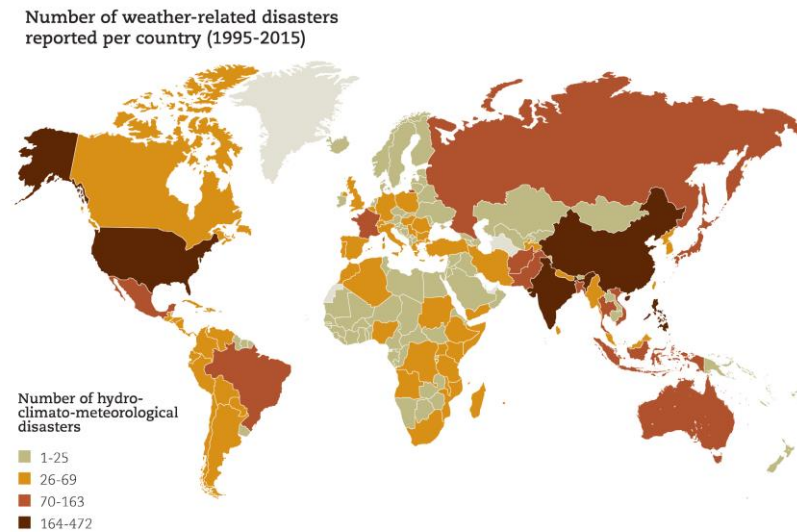 Number of weather-related disasters
reported per country (1995-2015)
Number of hydro-
climato-meteorological
disasters
1-25
26-69
70-163
164-472